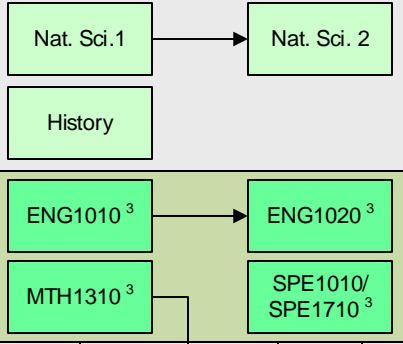 Nat. Sci.1
Nat. Sci. 2
History
ENG1010 ³
ENG1020 ³
MTH1310 ³
SPE1010/
SPE1710 ³